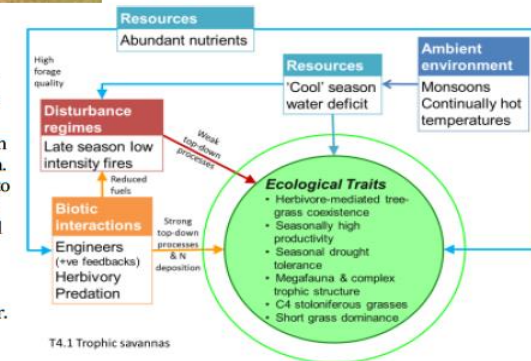 Resources
Abundant nutrients
High
forage
quality
Resources
'Cool' season
water deficit
Ambient
environment
Monsoons
Continually hot
temperatures
Disturbance
regimes
Late season low
intensity fires
Weak
top-down
processes
Reduced
fuels
Biotic
interactions
Engineers
(+ve feedbacks)
Herbivory
Predation
Strong
top-down
processes
& N
deposition
Ecological Traits
• Herbivore-mediated tree-
grass coexistence
• Seasonally high
productivity
• Seasonal drought
tolerance
• Megafauna & complex
trophic structure
• C4 stoloniferous grasses
• Short grass dominance
T4.1 Trophic savannas